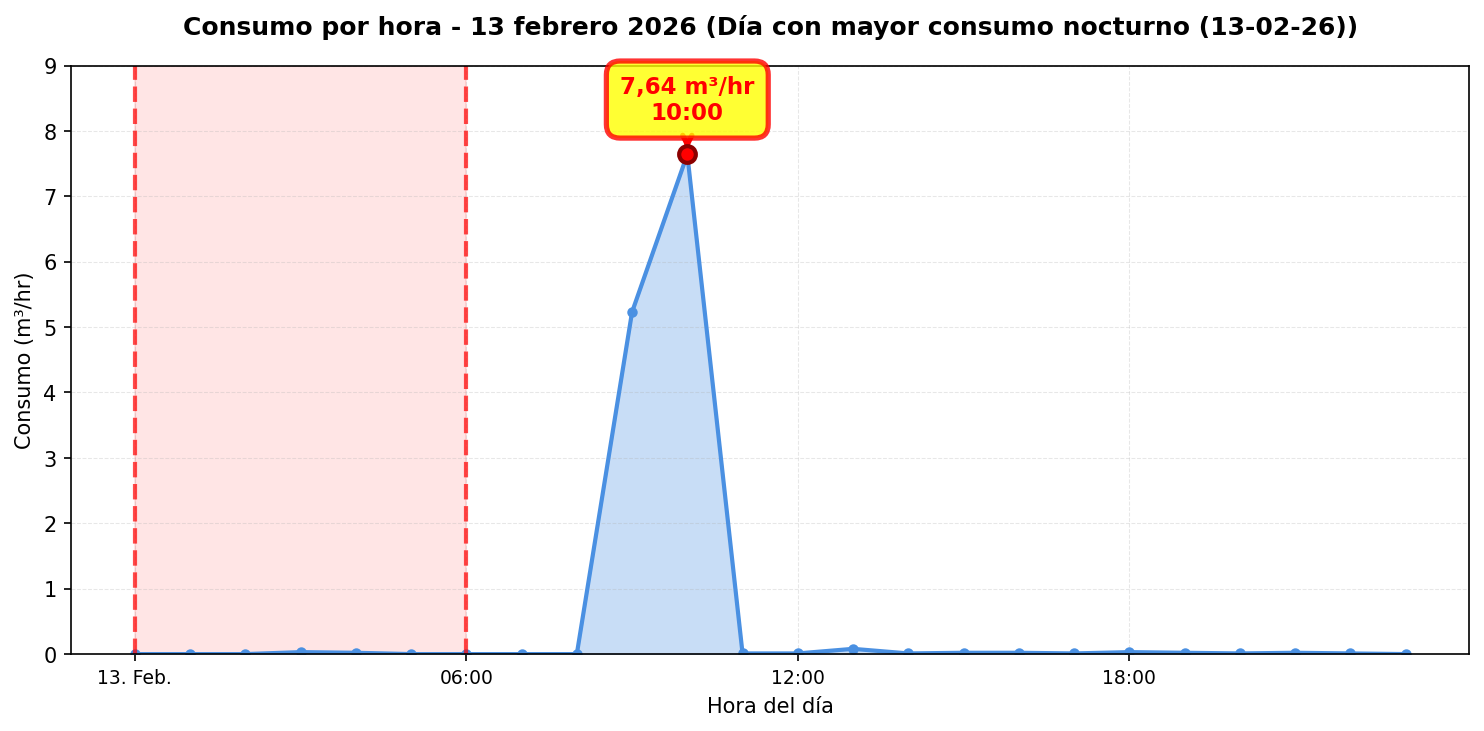 Consumo por hora - 13 febrero 2026 (Día con mayor consumo nocturno (13-02-26))
7,64 m³/hr
10:00
9
8
7
6
5
4
3
2
1
0
Consumo (m³/hr)
13. Feb.
06:00
12:00
18:00
Hora del día